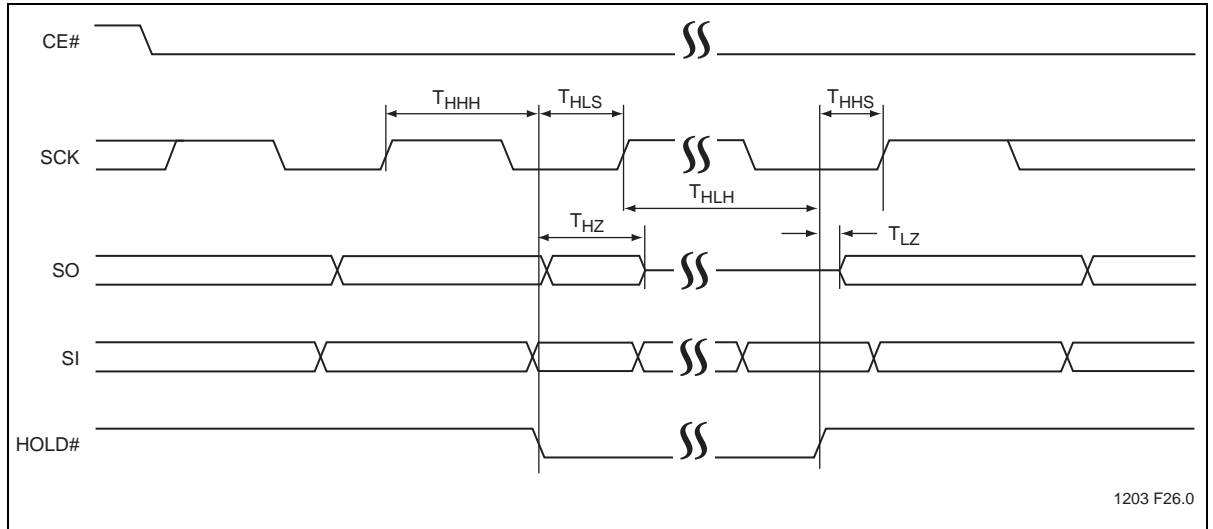 CE#
THHH
THLS
THHS
SCK
THLH
THZ
TLZ
SO
SI
HOLD#
1203 F26.0